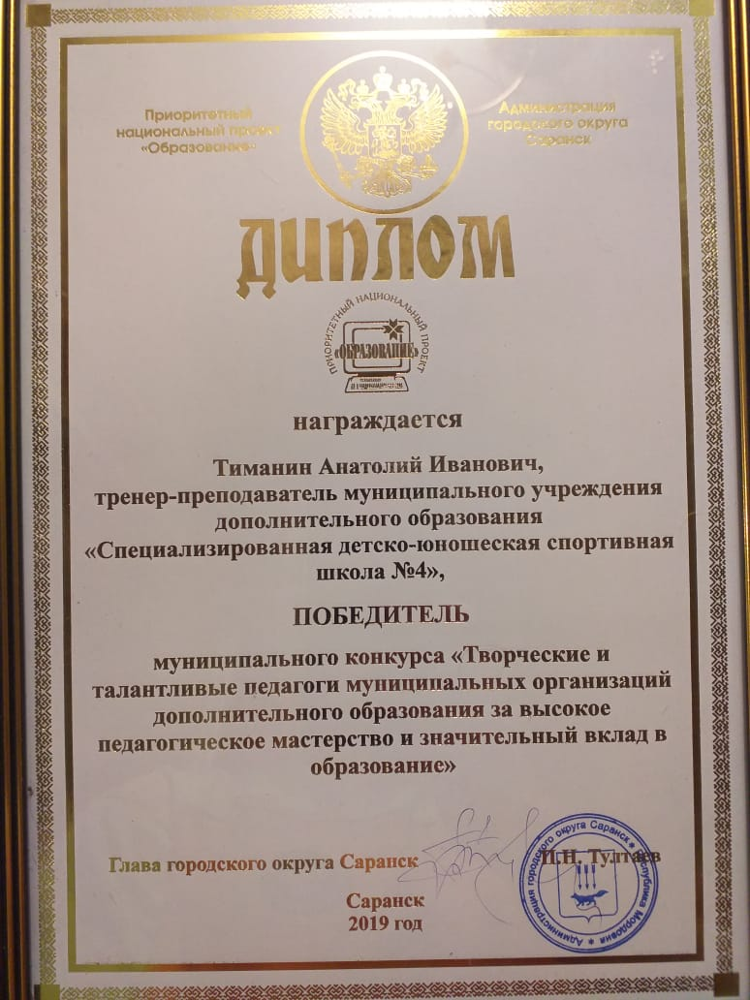 Приоритетный
национальный проект
«Образование»
Администрация
городского округа
Саранск
ДИПЛОМ
ПРИОРИТЕТНЫЙ НАЦИОНАЛЬНЫЙ ПРОЕКТ
«ОБРАЗОВАНИЕ»
награждается
Тиманин Анатолий Иванович,
тренер-преподаватель муниципального учреждения
дополнительного образования
«Специализированная детско-юношеская спортивная
школа №4»,
ПОБЕДИТЕЛЬ
муниципального конкурса «Творческие и
талантливые педагоги муниципальных организаций
дополнительного образования за высокое
педагогическое мастерство и значительный вклад в
образование»
Глава городского округа Саранск
П.Н. Тултаев
Администрация городского округа Саранск * Республика Мордовия *
Саранск
2019 год